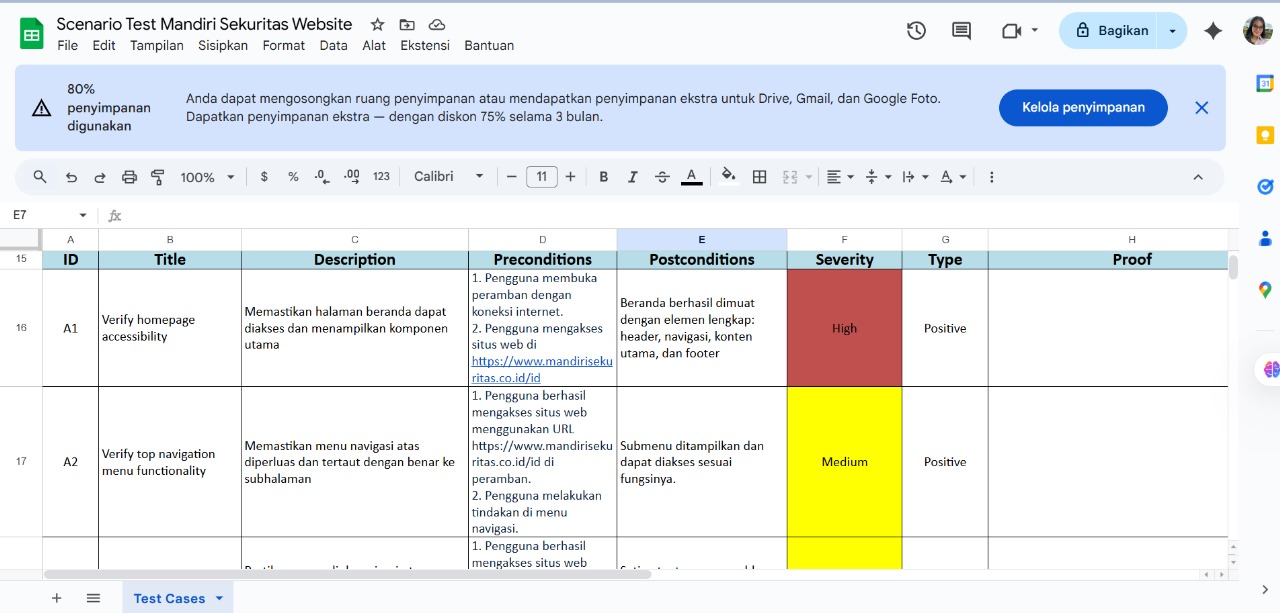 Scenario Test Mandiri Sekuritas Website
File Edit Tampilan Sisipkan Format Data Alat Ekstensi Bantuan
Bagikan
80%
penyimpanan
digunakan
Anda dapat mengosongkan ruang penyimpanan atau mendapatkan penyimpanan ekstra untuk Drive, Gmail, dan Google Foto.
Dapatkan penyimpanan ekstra — dengan diskon 75% selama 3 bulan.
Kelola penyimpanan
31
100% $ % .0 .00 123 Calibri 11 B I A
E7 fx
A B C D E F G H
15 ID Title Description Preconditions Postconditions Severity Type Proof
16
A1
Verify homepage
accessibility
Memastikan halaman beranda dapat
diakses dan menampilkan komponen
utama
1. Pengguna membuka
peramban dengan
koneksi internet.
2. Pengguna mengakses
situs web di
https://www.mandiriseku
ritas.co.id/id
Beranda berhasil dimuat
dengan elemen lengkap:
header, navigasi, konten
utama, dan footer
High
Positive
17
A2
Verify top navigation
menu functionality
Memastikan menu navigasi atas
diperluas dan tertaut dengan benar ke
subhalaman
1. Pengguna berhasil
mengakses situs web
menggunakan URL
https://www.mandiriseku
ritas.co.id/id di
peramban.
2. Pengguna melakukan
tindakan di menu
navigasi.
Submenu ditampilkan dan
dapat diakses sesuai
fungsinya.
Medium
Positive
1. Pengguna berhasil
mengakses situs web
Test Cases